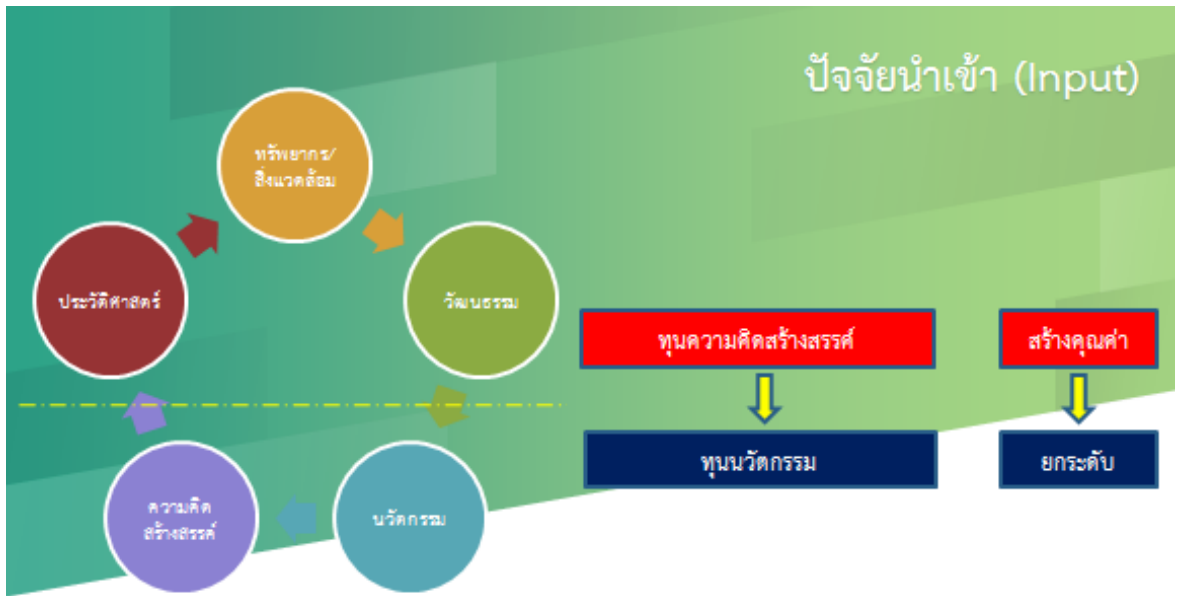 ปัจจัยนำเข้า (Input)
ทรัพยากร/
สิ่งแวดล้อม
ประวัติศาสตร์
วัฒนธรรม
ความคิด
สร้างสรรค์
นวัตกรรม
ทุนความคิดสร้างสรรค์
สร้างคุณค่า
ทุนนวัตกรรม
ยกระดับ